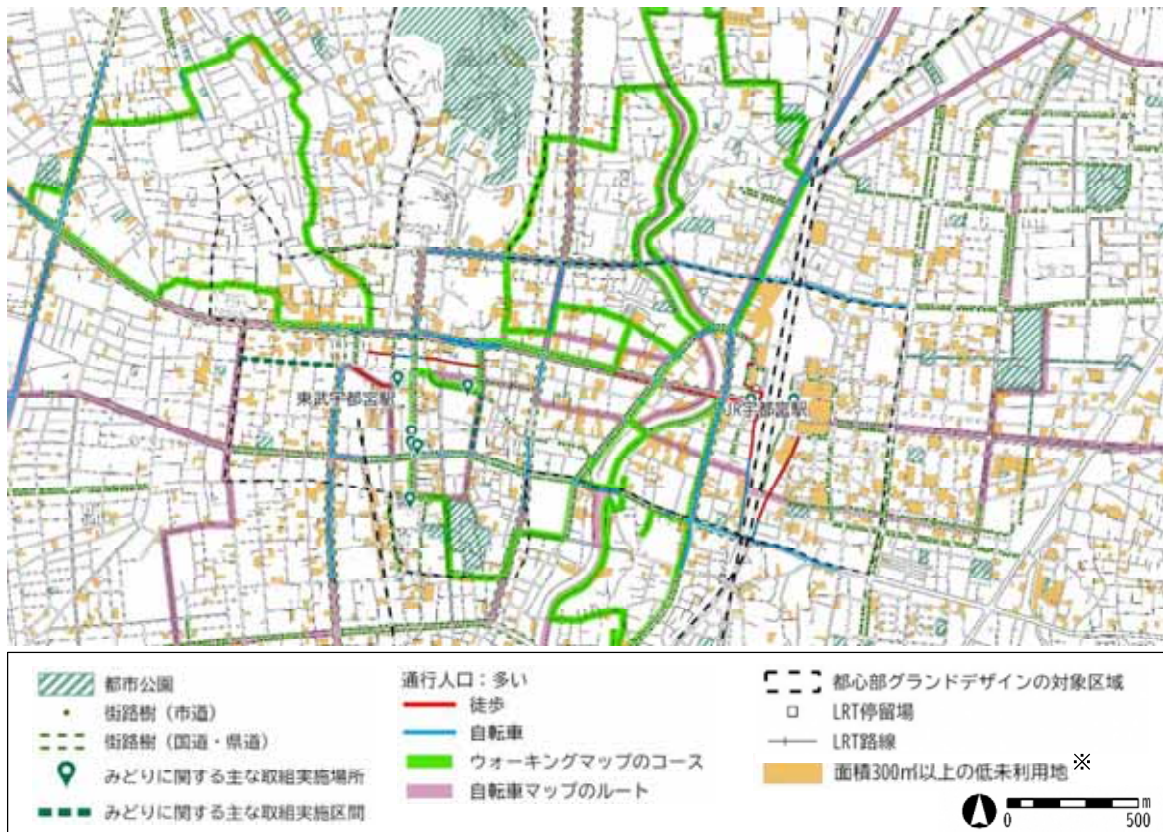 東武宇都宮駅
JR宇都宮駅
都市公園
街路樹（市道）
街路樹（国道・県道）
みどりに関する主な取組実施場所
みどりに関する主な取組実施区間
通行人口：多い
徒歩
自転車
ウォーキングマップのコース
自転車マップのルート
都心部グランドデザインの対象区域
LRT停留場
LRT路線
面積300㎡以上の低未利用地※
0 500 m